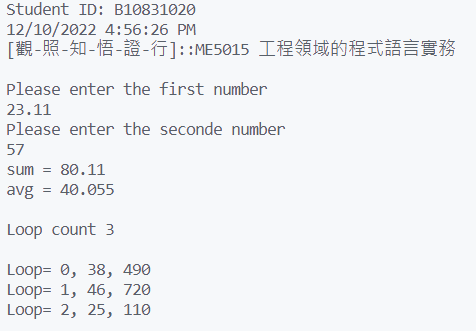 Student ID: B10831020
12/10/2022 4:56:26 PM
[觀-照-知-悟-證-行]::ME5015 工程領域的程式語言實務
Please enter the first number
23.11
Please enter the seconde number
57
sum = 80.11
avg = 40.055
Loop count 3
Loop= 0, 38, 490
Loop= 1, 46, 720
Loop= 2, 25, 110